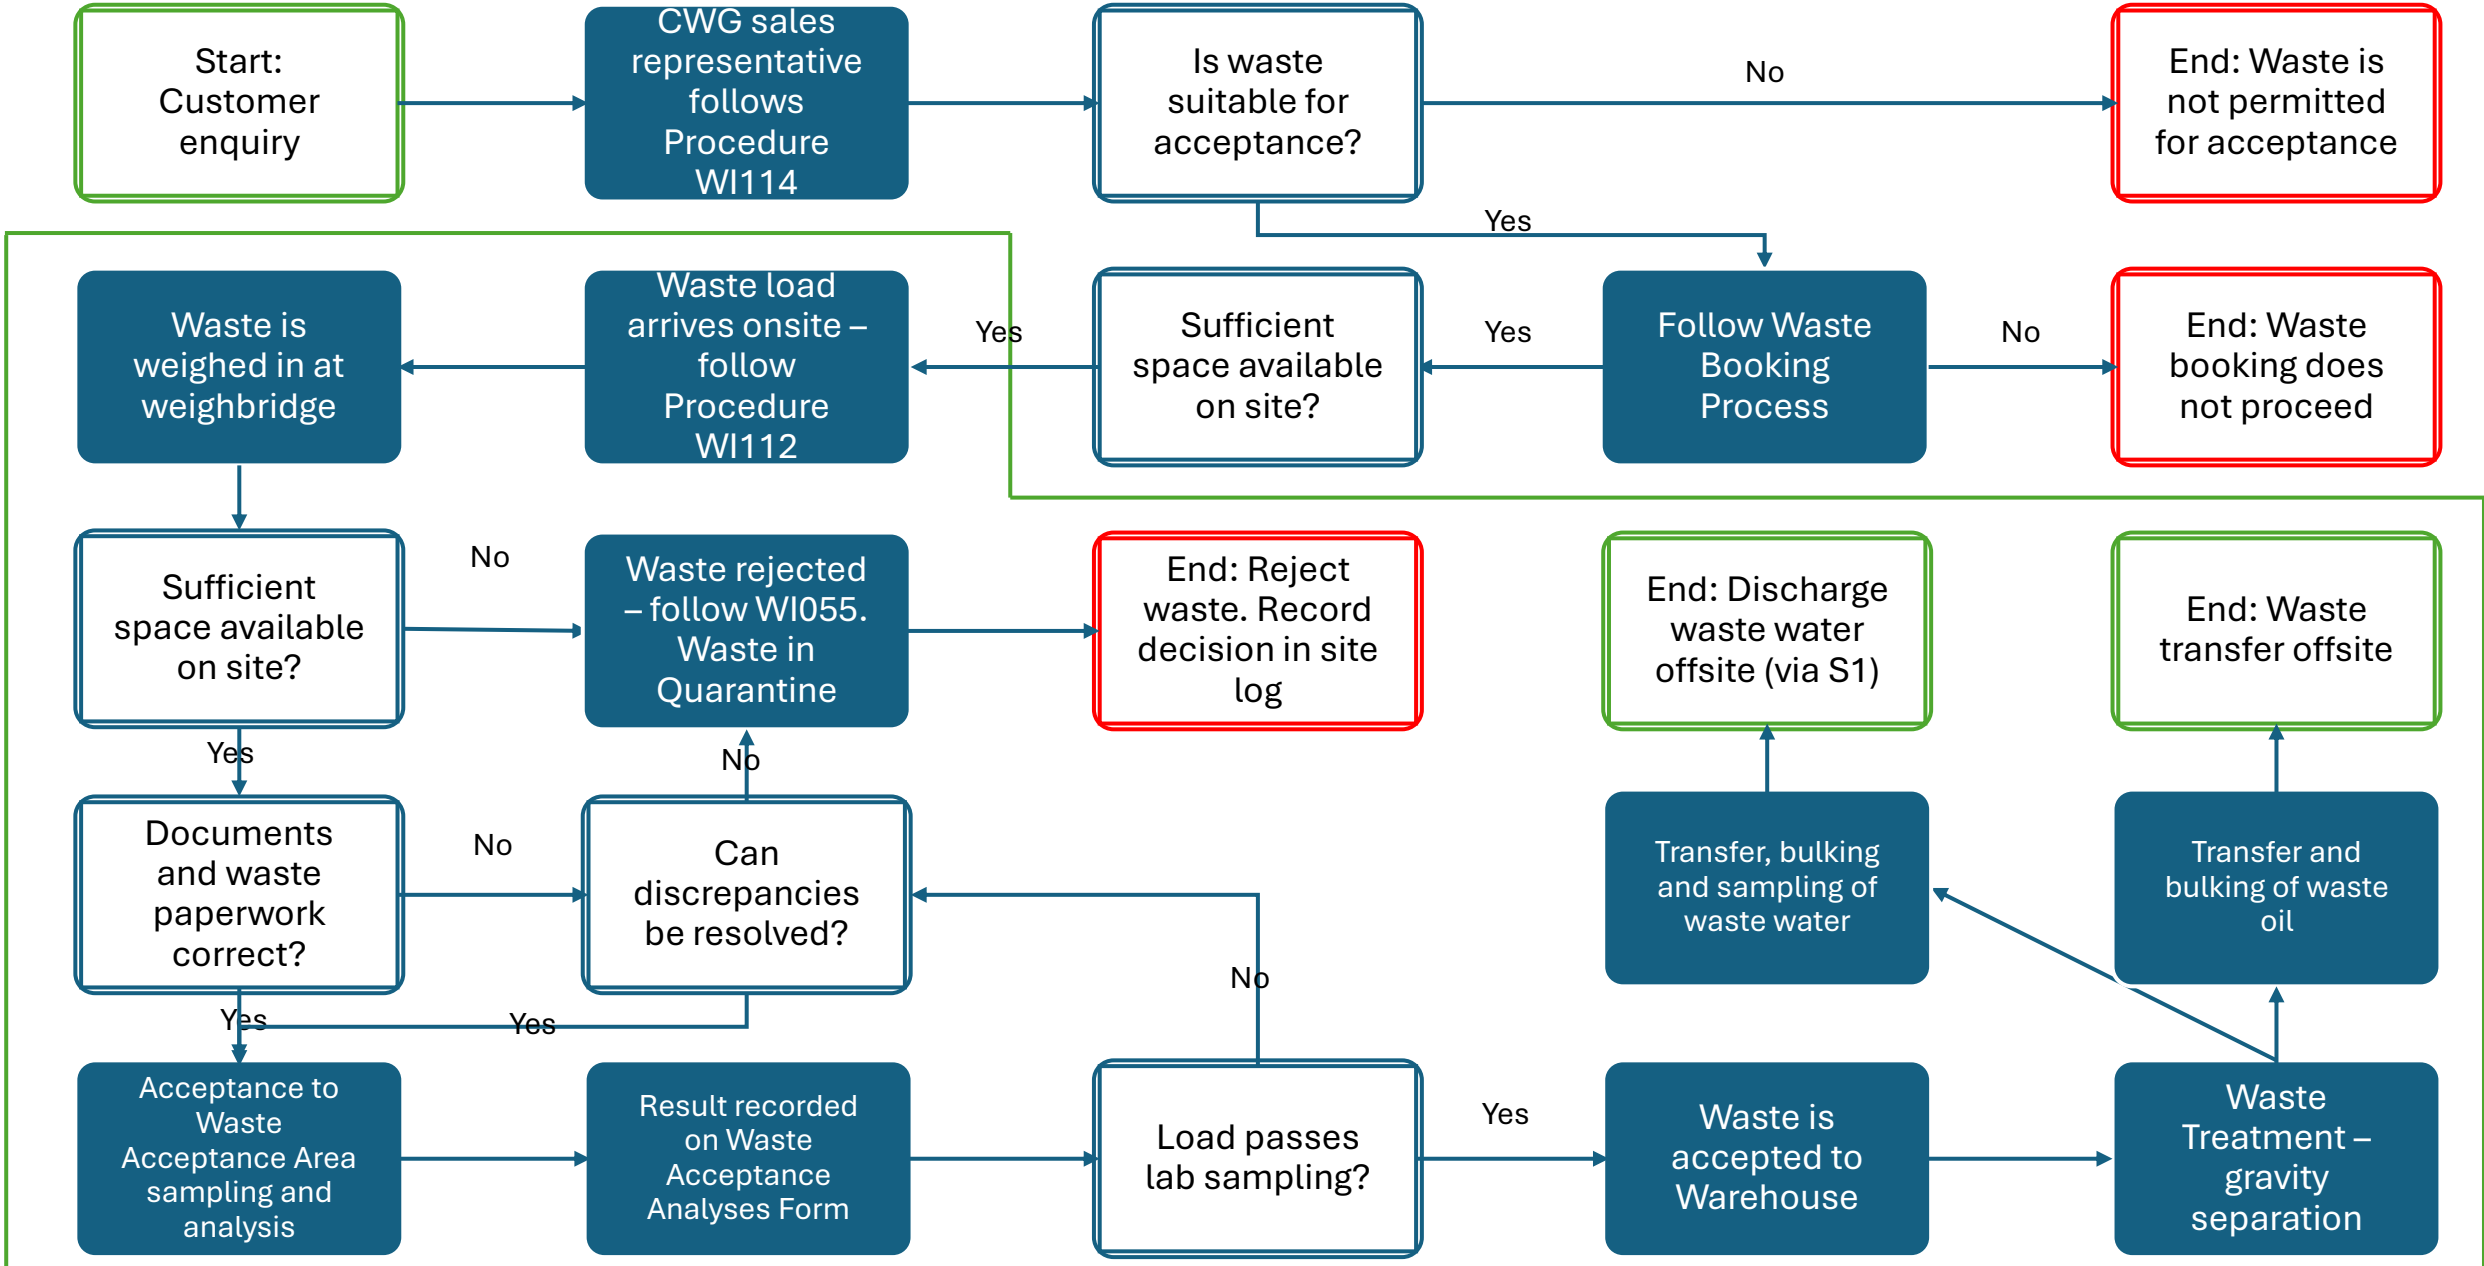 Start:
Customer
enquiry
CWG sales
representative
follows
Procedure
WI114
Is waste
suitable for
acceptance?
No
End: Waste is
not permitted
for acceptance
Yes
Waste is
weighed in at
weighbridge
Waste load
arrives onsite –
follow
Procedure
WI112
Yes
Sufficient
space available
on site?
Yes
Follow Waste
Booking
Process
No
End: Waste
booking does
not proceed
Sufficient
space available
on site?
No
Waste rejected
– follow WI055.
Waste in
Quarantine
End: Reject
waste. Record
decision in site
log
End: Discharge
waste water
offsite (via S1)
End: Waste
transfer offsite
Yes
No
Documents
and waste
paperwork
correct?
No
Can
discrepancies
be resolved?
No
Transfer, bulking
and sampling of
waste water
Transfer and
bulking of waste
oil
Yes
Yes
Acceptance to
Waste
Acceptance Area
sampling and
analysis
Result recorded
on Waste
Acceptance
Analyses Form
Load passes
lab sampling?
Yes
Waste is
accepted to
Warehouse
Waste
Treatment –
gravity
separation